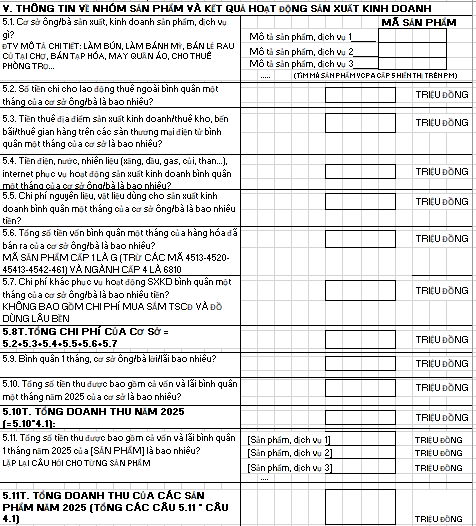 V. THÔNG TIN VỀ NHÓM SẢN PHẨM VÀ KẾT QUẢ HOẠT ĐỘNG SẢN XUẤT KINH DOANH
5.1. Cơ sở ông/bà sản xuất, kinh doanh sản phẩm, dịch vụ
gì?
ĐTV MÔ TẢ CHI TIẾT: LÀM BÚN, LÀM BÁNH MỲ, BÁN LẺ RAU
CỦ TẠI CHỢ, BÁN TẠP HÓA, MAY QUẦN ÁO, CHO THUÊ
PHÒNG TRỌ...
MÃ SẢN PHẨM
Mô tả sản phẩm, dịch vụ 1
Mô tả sản phẩm, dịch vụ 2
Mô tả sản phẩm, dịch vụ 3
..... (TÌM MÃ SẢN PHẨM VCPA CẤP 5 HIỂN THỊ TRÊN PM)
5.2. Số tiền chi cho lao động thuê ngoài bình quân một
tháng của cơ sở ông/bà là bao nhiêu?
TRIỆU ĐỒNG
5.3. Tiền thuê địa điểm sản xuất kinh doanh/thuê kho, bến
bãi/thuê gian hàng trên các sàn thương mại điện tử bình
quân một tháng của cơ sở ông/bà là bao nhiêu?
TRIỆU ĐỒNG
5.4. Tiền điện, nước, nhiên liệu (xăng, dầu, gas, củi, than...),
internet phục vụ hoạt động sản xuất kinh doanh bình quân
một tháng của cơ sở ông/bà là bao nhiêu?
TRIỆU ĐỒNG
5.5. Chi phí nguyên liệu, vật liệu dùng cho sản xuất kinh
doanh bình quân một tháng của cơ sở ông/bà là bao nhiêu
tiền?
TRIỆU ĐỒNG
5.6. Tổng số tiền vốn bình quân một tháng của hàng hóa đã
bán ra của cơ sở ông/bà là bao nhiêu?
MÃ SẢN PHẨM CẤP 1 LÀ G (TRỪ CÁC MÃ 4513-4520-
45413-4542-461) VÀ NGÀNH CẤP 4 LÀ 6810
TRIỆU ĐỒNG
5.7. Chi phí khác phục vụ hoạt động SXKD bình quân một
tháng của cơ sở ông/bà là bao nhiêu tiền?
KHÔNG BAO GỒM CHI PHÍ MUA SẮM TSCĐ VÀ ĐỒ
DÙNG LÂU BỀN
TRIỆU ĐỒNG
5.8T.TỔNG CHI PHÍ CỦA CƠ SỞ =
5.2+5.3+5.4+5.5+5.6+5.7
TRIỆU ĐỒNG
5.9. Bình quân 1 tháng, cơ sở ông/bà lời/lãi bao nhiêu?
TRIỆU ĐỒNG
5.10. Tổng số tiền thu được bao gồm cả vốn và lãi bình quân
một tháng năm 2025 của cơ sở là bao nhiêu?
TRIỆU ĐỒNG
5.10T. TỔNG DOANH THU NĂM 2025
(=5.10*4.1):
TRIỆU ĐỒNG
5.11. Tổng số tiền thu được bao gồm cả vốn và lãi bình quân
1 tháng năm 2025 của [SẢN PHẨM] là bao nhiêu?
LẶP LẠI CÂU HỎI CHO TỪNG SẢN PHẨM
[Sản phẩm, dịch vụ 1] TRIỆU ĐỒNG
[Sản phẩm, dịch vụ 2] TRIỆU ĐỒNG
[Sản phẩm, dịch vụ 3] TRIỆU ĐỒNG
....
5.11T. TỔNG DOANH THU CỦA CÁC SẢN
PHẨM NĂM 2025 (TỔNG CÁC CÂU 5.11 * CÂU
4.1)
TRIỆU ĐỒNG